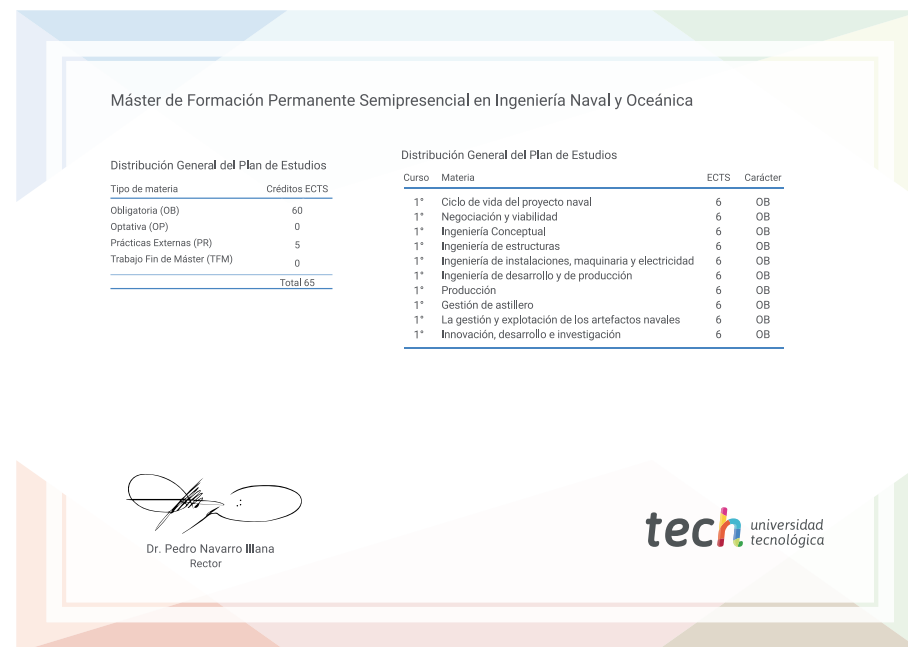 Máster de Formación Permanente Semipresencial en Ingeniería Naval y Oceánica
Distribución General del Plan de Estudios
Tipo de materia Créditos ECTS
Obligatoria (OB) 60
Optativa (OP) 0
Prácticas Externas (PR) 5
Trabajo Fin de Máster (TFM) 0
Total 65
Distribución General del Plan de Estudios
Curso Materia ECTS Carácter
1° Ciclo de vida del proyecto naval 6 OB
1° Negociación y viabilidad 6 OB
1° Ingeniería Conceptual 6 OB
1° Ingeniería de estructuras 6 OB
1° Ingeniería de instalaciones, maquinaria y electricidad 6 OB
1° Ingeniería de desarrollo y de producción 6 OB
1° Producción 6 OB
1° Gestión de astillero 6 OB
1° La gestión y explotación de los artefactos navales 6 OB
1° Innovación, desarrollo e investigación 6 OB
Dr. Pedro Navarro Illana
Rector
tech universidad
tecnológica